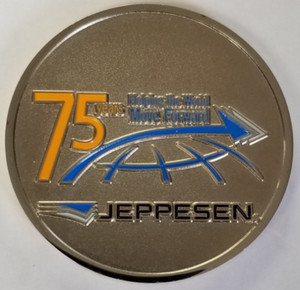 75 Years Helping the World
Move Forward
JEPPESEN